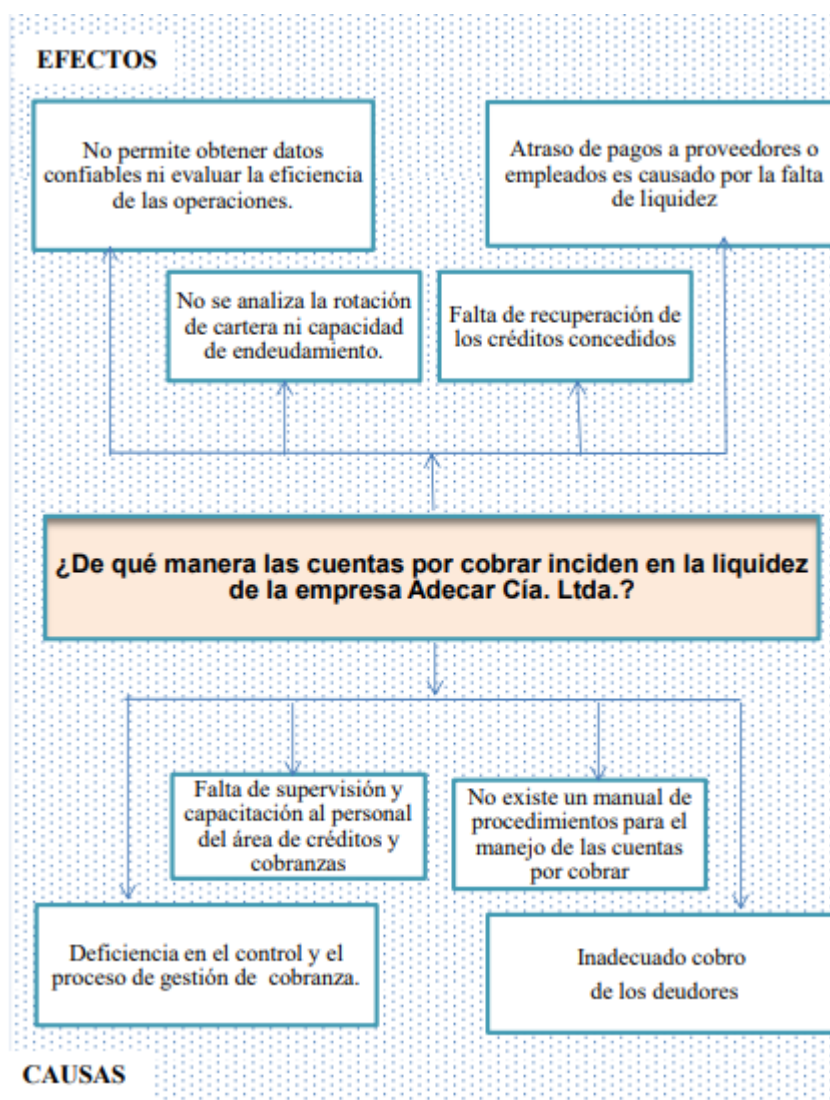 EFECTOS
No permite obtener datos
confiables ni evaluar la eficiencia
de las operaciones.
Atraso de pagos a proveedores o
empleados es causado por la falta
de liquidez
No se analiza la rotación
de cartera ni capacidad
de endeudamiento.
Falta de recuperación de
los créditos concedidos
¿De qué manera las cuentas por cobrar inciden en la liquidez
de la empresa Adecar Cía. Ltda.?
Falta de supervisión y
capacitación al personal
del área de créditos y
cobranzas
No existe un manual de
procedimientos para el
manejo de las cuentas
por cobrar
Deficiencia en el control y el
proceso de gestión de cobranza.
Inadecuado cobro
de los deudores
CAUSAS